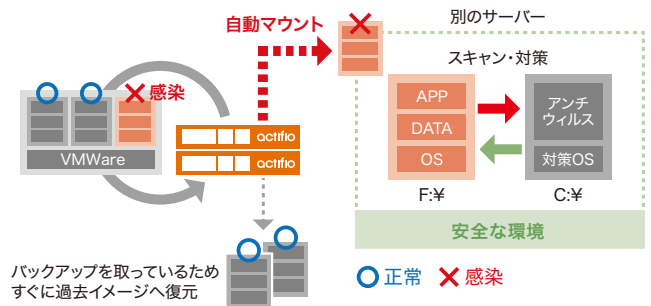 別のサーバー
自動マウント
スキャン・対策
感染
APP
DATA
OS
アンチ
ウィルス
対策OS
actifio
actifio
VMWare
F:¥
C:¥
安全な環境
バックアップを取っているため
すぐに過去イメージへ復元
正常
感染